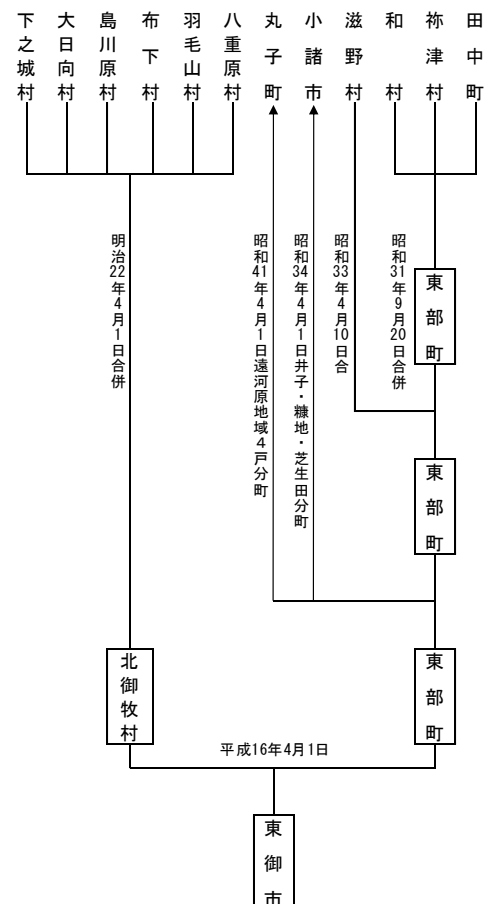 田中町
祢津村
和村
滋野村
小諸市
丸子町
八重原村
羽毛山村
布下村
島川原村
大日向村
下之城村
昭和31年9月20日合併
昭和33年4月10日合
昭和34年4月1日井子・糠地・芝生田分町
昭和41年4月1日遠河原地域4戸分町
明治22年4月1日合併
東部町
東部町
東部町
北御牧村
平成16年4月1日
東御市